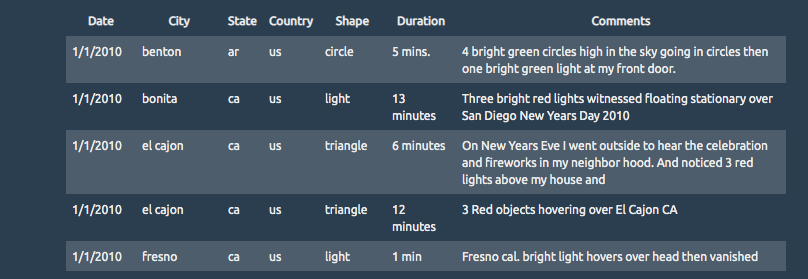 Date City State Country Shape Duration Comments
1/1/2010 benton ar us circle 5 mins. 4 bright green circles high in the sky going in circles then
one bright green light at my front door.
1/1/2010 bonita ca us light 13 Three bright red lights witnessed floating stationary over
minutes San Diego New Years Day 2010
1/1/2010 el cajon ca us triangle 6 minutes On New Years Eve I went outside to hear the celebration
and fireworks in my neighbor hood. And noticed 3 red
lights above my house and
1/1/2010 el cajon ca us triangle 12 3 Red objects hovering over El Cajon CA
minutes
1/1/2010 fresno ca us light 1 min Fresno cal. bright light hovers over head then vanished